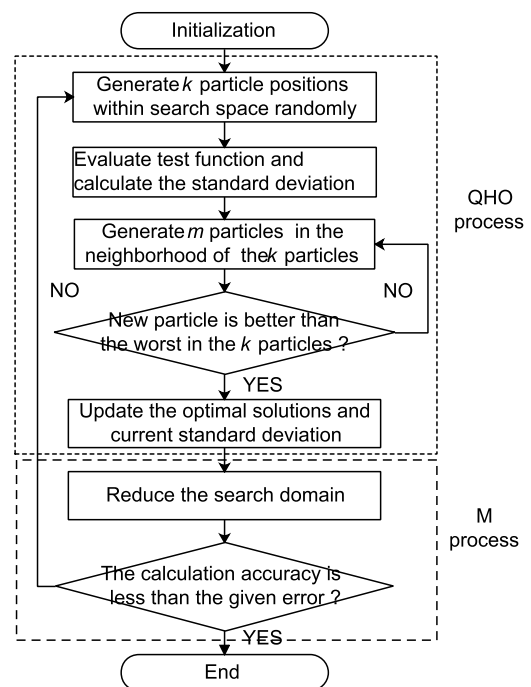 Initialization
Generate k particle positions
within search space randomly
Evaluate test function and
calculate the standard deviation
QHO
process
Generate m particles in the
neighborhood of the k particles
NO
NO
New particle is better than
the worst in the k particles ?
YES
Update the optimal solutions and
current standard deviation
Reduce the search domain
M
process
The calculation accuracy is
less than the given error ?
YES
End